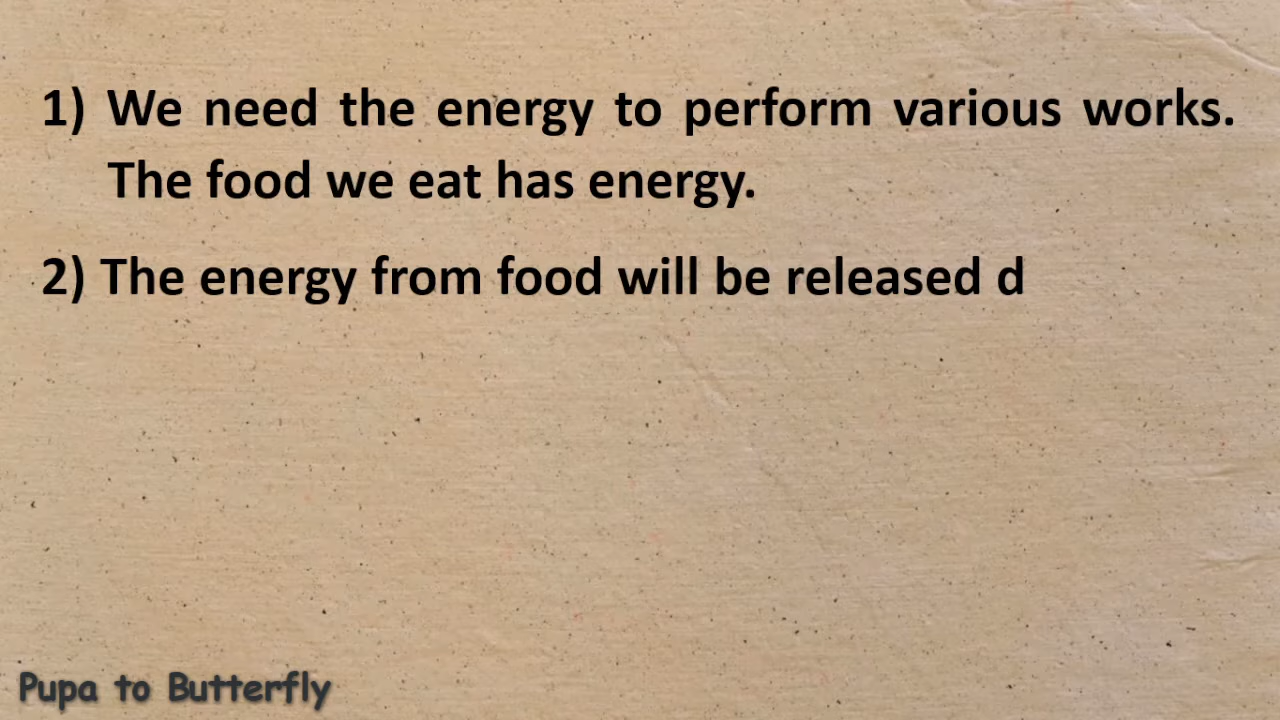 1) We need the energy to perform various works.
The food we eat has energy.
2) The energy from food will be released d
Pupa to Butterfly